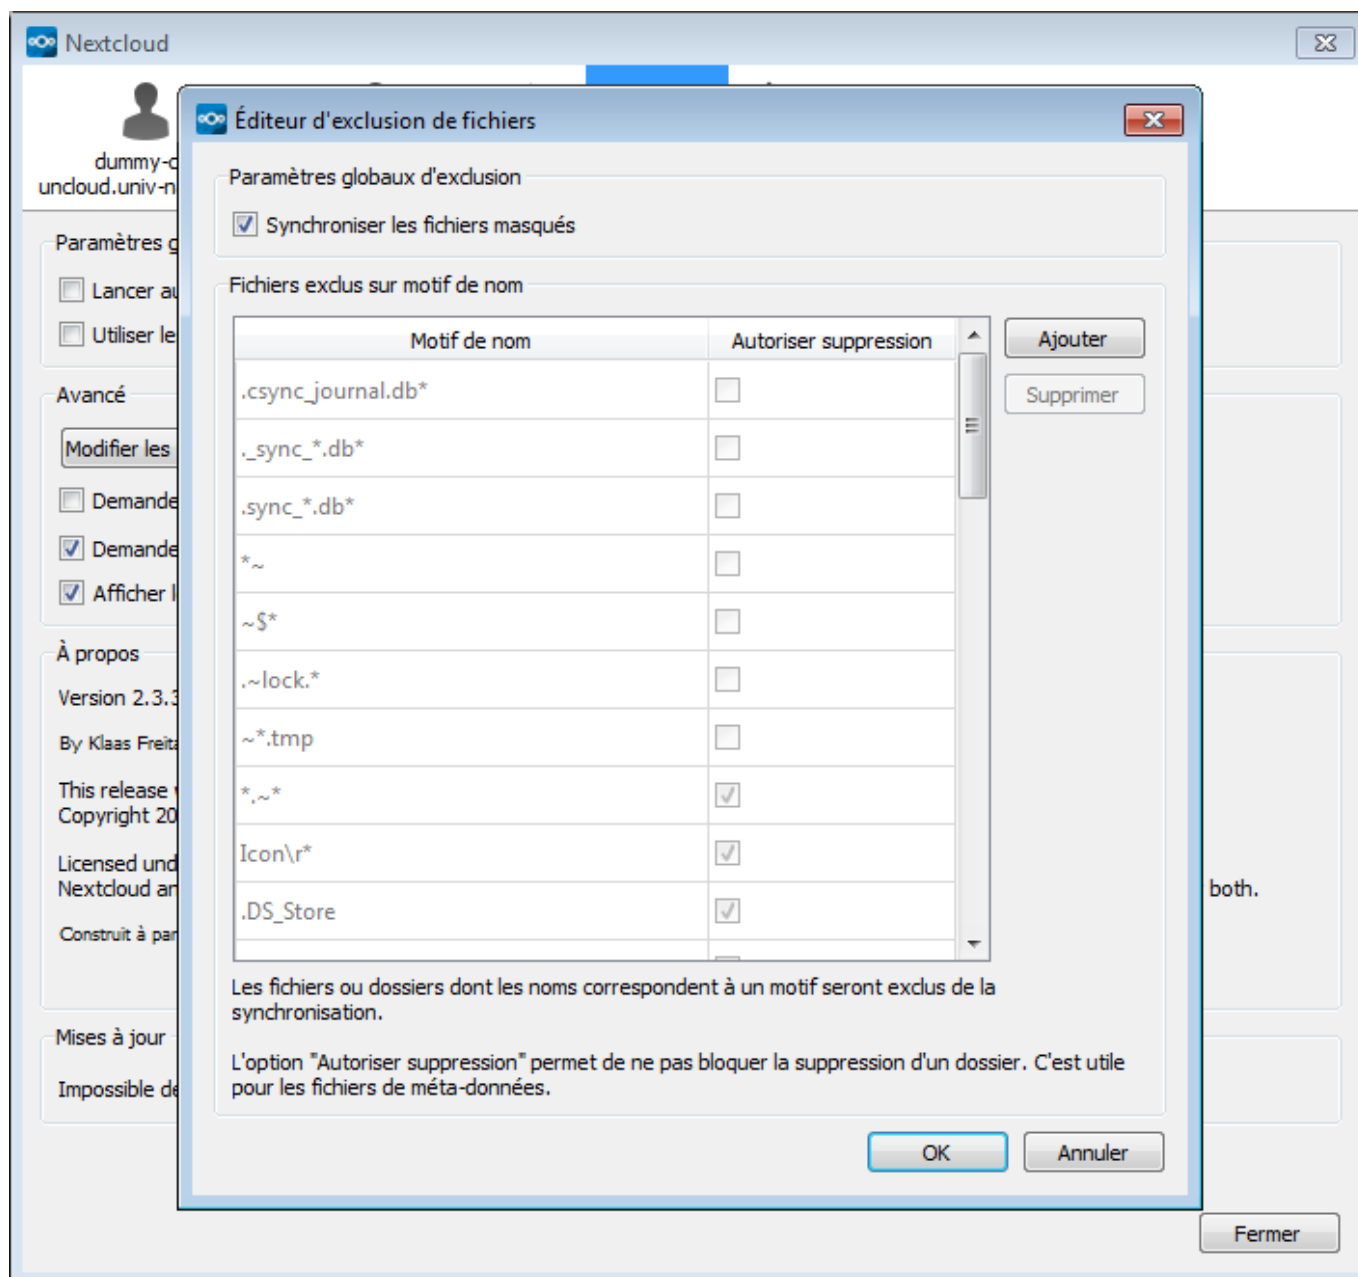 Nextcloud
dummy-c
uncloud.univ-n
Paramètres g
Lancer au
Utiliser le
Avancé
Modifier les
Demande
Demande
Afficher l
À propos
Version 2.3.3
By Klaas Freita
This release
Copyright 20
Licensed und
Nextcloud an
both.
Construit à par
Mises à jour
Impossible de
Fermer
Éditeur d'exclusion de fichiers
Paramètres globaux d'exclusion
Synchroniser les fichiers masqués
Fichiers exclus sur motif de nom
Motif de nom Autoriser suppression
.csync_journal.db*
._sync_*.db*
.sync_*.db*
*~
~$*
.~lock.*
~*.tmp
*.~*
Icon\r*
.DS_Store
Ajouter
Supprimer
Les fichiers ou dossiers dont les noms correspondent à un motif seront exclus de la
synchronisation.
L'option "Autoriser suppression" permet de ne pas bloquer la suppression d'un dossier. C'est utile
pour les fichiers de méta-données.
OK Annuler